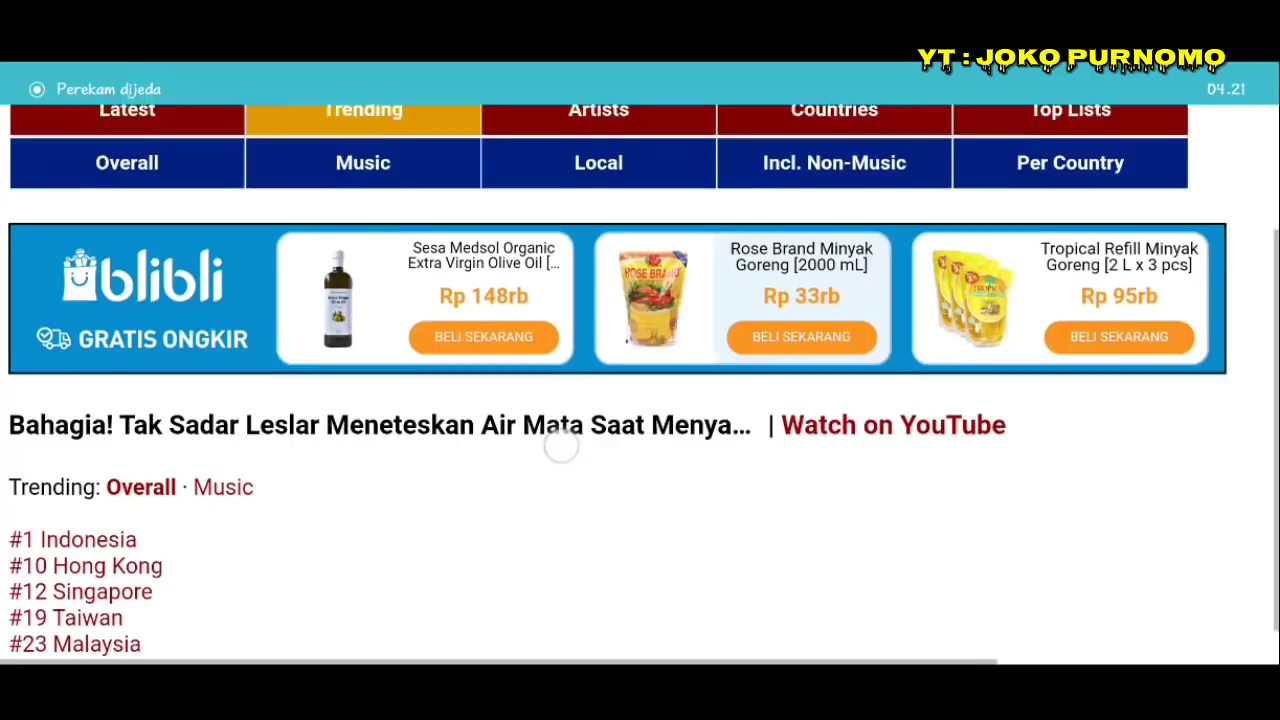 YT : JOKO PURNOMO
Perekam dijeda
04.21
Latest
Trending
Artists
Countries
Top Lists
Overall
Music
Local
Incl. Non-Music
Per Country
blibli
GRATIS ONGKIR
Sesa Medsol Organic
Extra Virgin Olive Oil [...
Rp 148rb
BELI SEKARANG
ROSE BRAND
Rose Brand Minyak
Goreng [2000 mL]
Rp 33rb
BELI SEKARANG
Tropical Refill Minyak
Goreng [2 L x 3 pcs]
Rp 95rb
BELI SEKARANG
Bahagia! Tak Sadar Leslar Meneteskan Air Mata Saat Menya... | Watch on YouTube
Trending: Overall · Music
#1 Indonesia
#10 Hong Kong
#12 Singapore
#19 Taiwan
#23 Malaysia